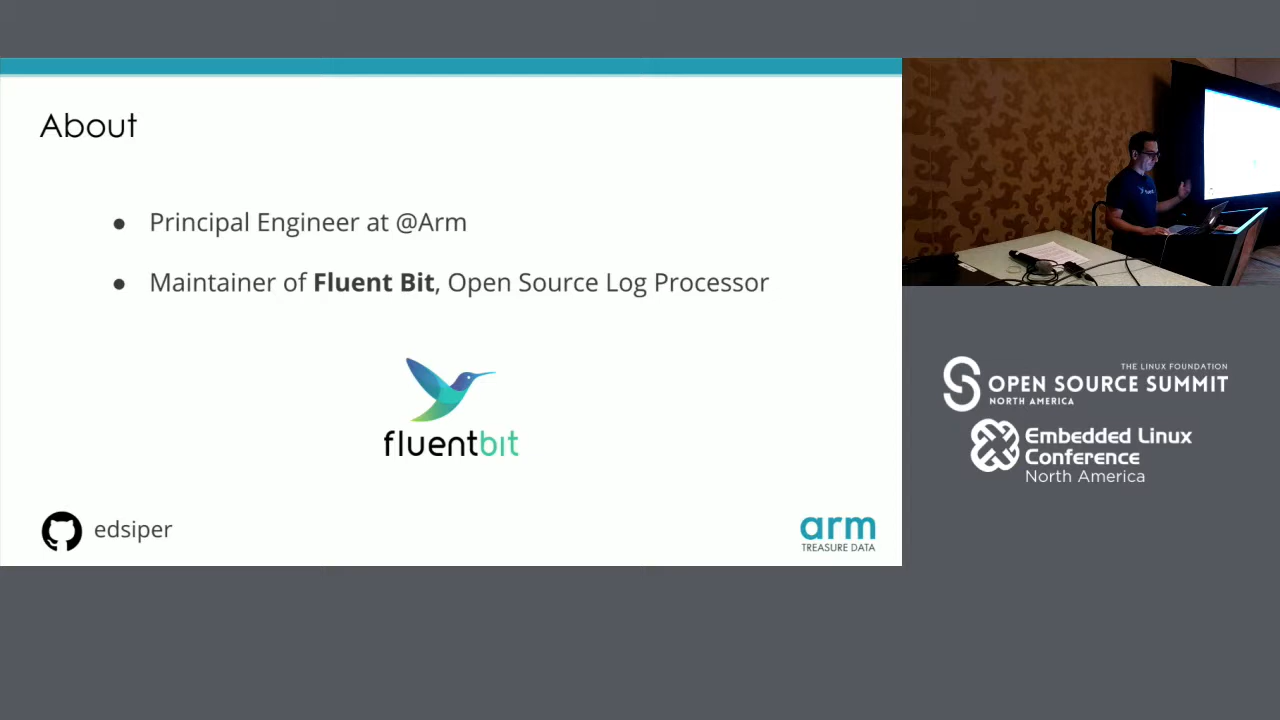 About
● Principal Engineer at @Arm
● Maintainer of Fluent Bit, Open Source Log Processor
fluentbit
edsiper
arm
TREASURE DATA
THE LINUX FOUNDATION
OPEN SOURCE SUMMIT
NORTH AMERICA
Embedded Linux
Conference
North America